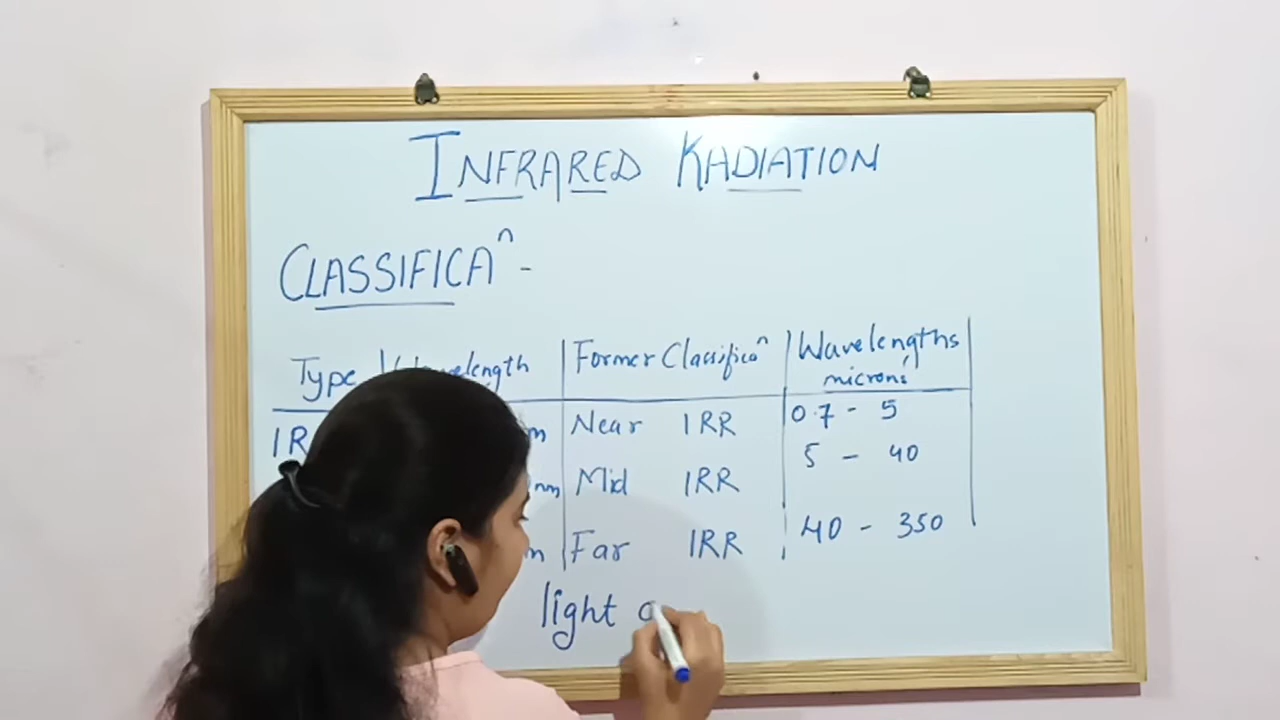 INFRARED RADIATION
CLASSIFICAⁿ -
Type Wavelength Former Classificaⁿ Wavelengths
microns
IR Near IRR 0.7 - 5
nm Mid IRR 5 - 40
Far IRR 40 - 350
light